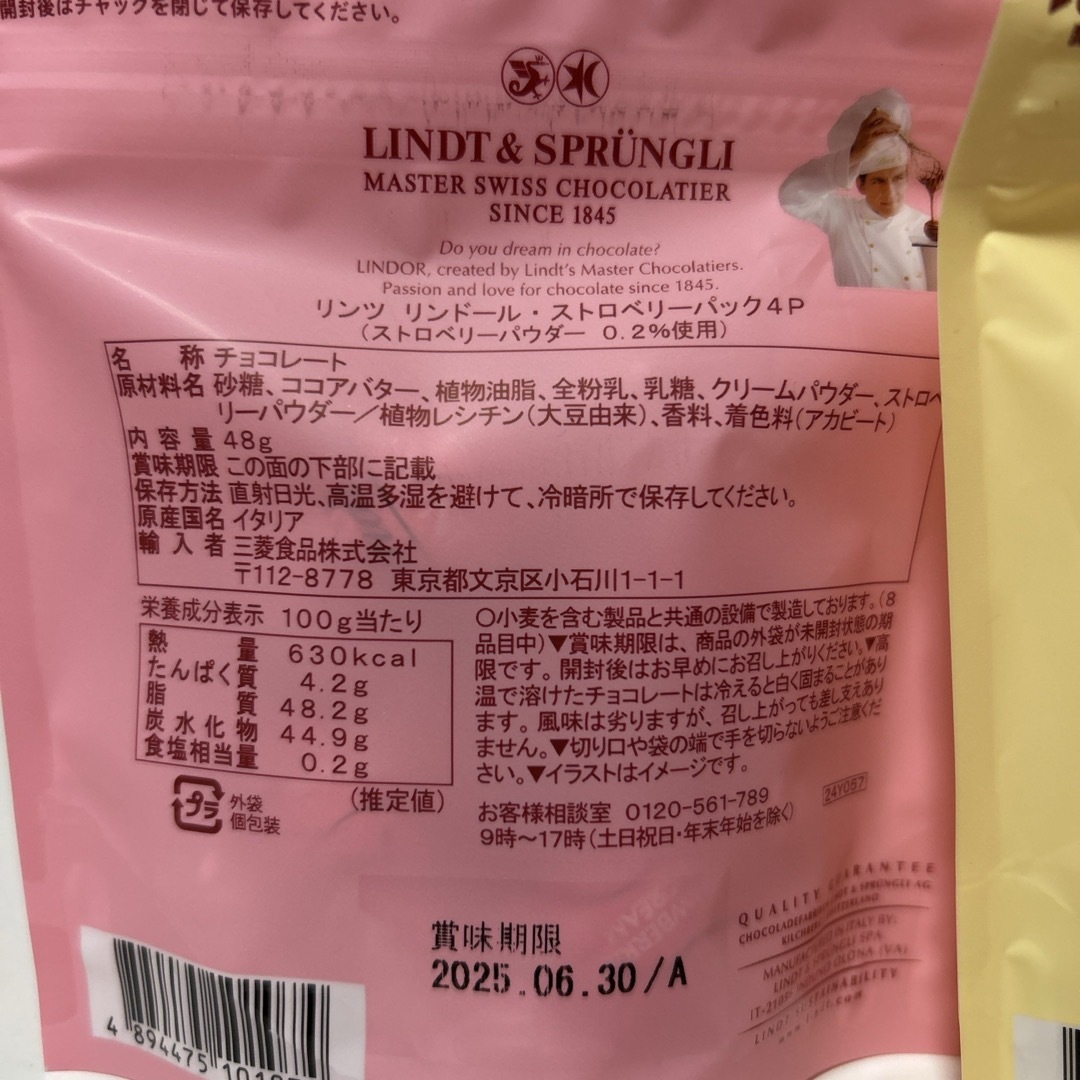 開封後はチャックを閉じて保存してください。
LINDT & SPRÜNGLI
MASTER SWISS CHOCOLATIER
SINCE 1845
Do you dream in chocolate?
LINDOR, created by Lindt's Master Chocolatiers.
Passion and love for chocolate since 1845.
リンツ リンドール・ストロベリーパック4P
(ストロベリーパウダー 0.2%使用)
名 称 チョコレート
原材料名 砂糖、ココアバター、植物油脂、全粉乳、乳糖、クリームパウダー、ストロベ
リーパウダー／植物レシチン(大豆由来)、香料、着色料(アカビート)
内容量 48g
賞味期限 この面の下部に記載
保存方法 直射日光、高温多湿を避けて、冷暗所で保存してください。
原産国名 イタリア
輸入者 三菱食品株式会社
〒112-8778 東京都文京区小石川1-1-1
栄養成分表示 100g当たり
熱量 630kcal
たんぱく質 4.2g
脂質 48.2g
炭水化物 44.9g
食塩相当量 0.2g
(推定値)
プラ 外袋
個包装
○小麦を含む製品と共通の設備で製造しております。(8
品目中)▼賞味期限は、商品の外袋が未開封状態の期
限です。開封後はお早めにお召し上がりください。▼高
温で溶けたチョコレートは冷えると白く固まることがあり
ます。風味は劣りますが、召し上がっても差し支えあり
ません。▼切り口や袋の端で手を切らないようご注意くだ
さい。▼イラストはイメージです。
お客様相談室 0120-561-789
9時～17時(土日祝日・年末年始を除く)
24Y057
QUALITY GUARANTEE
MANUFACTURED IN ITALY BY:
LINDT & SPRÜNGLI SPA
LINDT SUSTAINABILITY
賞味期限
2025.06.30/A
4 894475